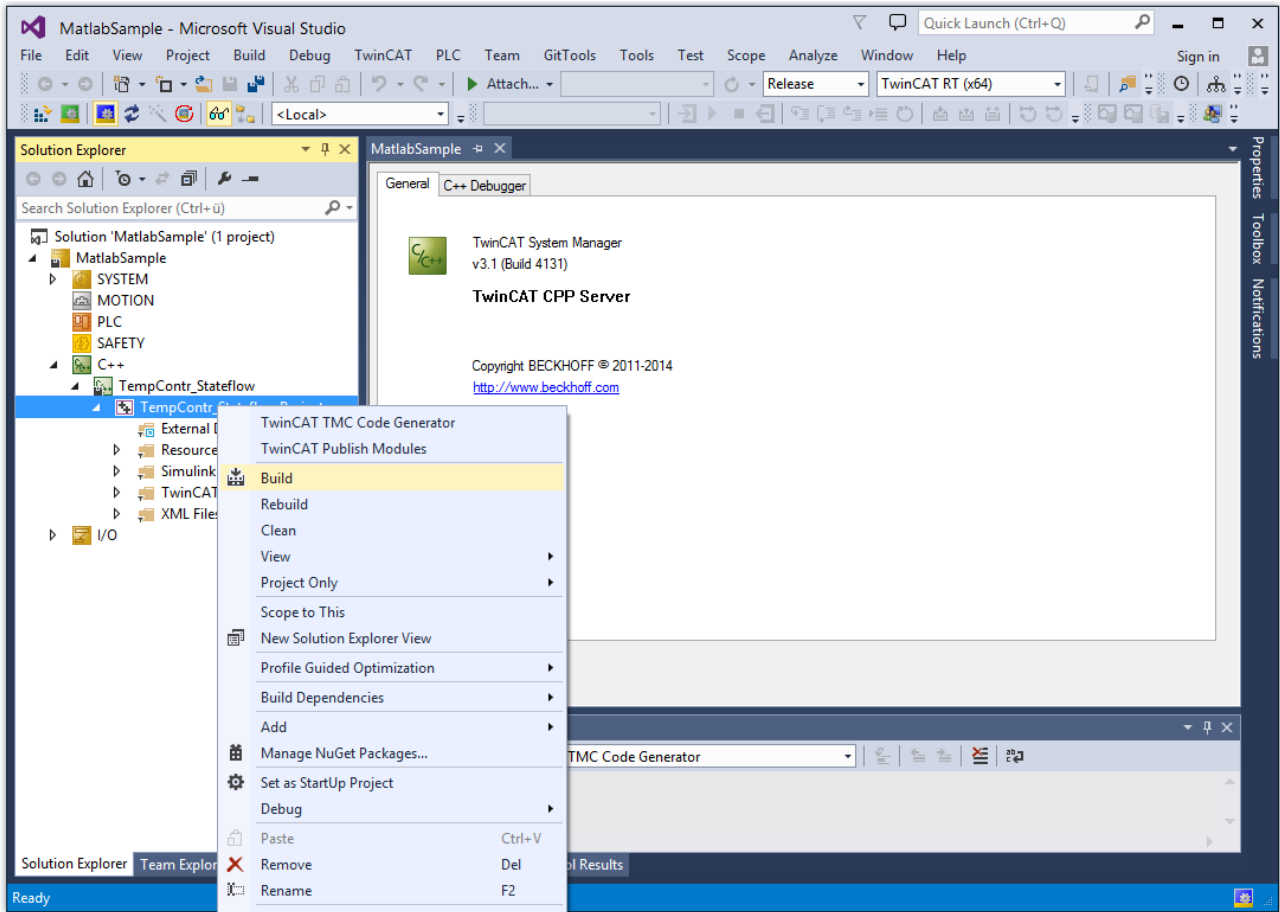 MatlabSample - Microsoft Visual Studio
Quick Launch (Ctrl+Q)
File Edit View Project Build Debug TwinCAT PLC Team GitTools Tools Test Scope Analyze Window Help Sign in
Attach... Release TwinCAT RT (x64)
<Local>
Solution Explorer
MatlabSample
General C++ Debugger
Search Solution Explorer (Ctrl+ü)
Solution 'MatlabSample' (1 project)
MatlabSample
SYSTEM
MOTION
PLC
SAFETY
C++
TempContr_Stateflow
TempContr_
External
Resource
Simulink
TwinCAT
XML Files
I/O
TwinCAT System Manager
v3.1 (Build 4131)
TwinCAT CPP Server
Copyright BECKHOFF © 2011-2014
http://www.beckhoff.com
Properties
Toolbox
Notifications
TwinCAT TMC Code Generator
TwinCAT Publish Modules
Build
Rebuild
Clean
View
Project Only
Scope to This
New Solution Explorer View
Profile Guided Optimization
Build Dependencies
Add
Manage NuGet Packages...
Set as StartUp Project
Debug
Paste Ctrl+V
Remove Del
Rename F2
TMC Code Generator
Solution Explorer Team Explor
ol Results
Ready